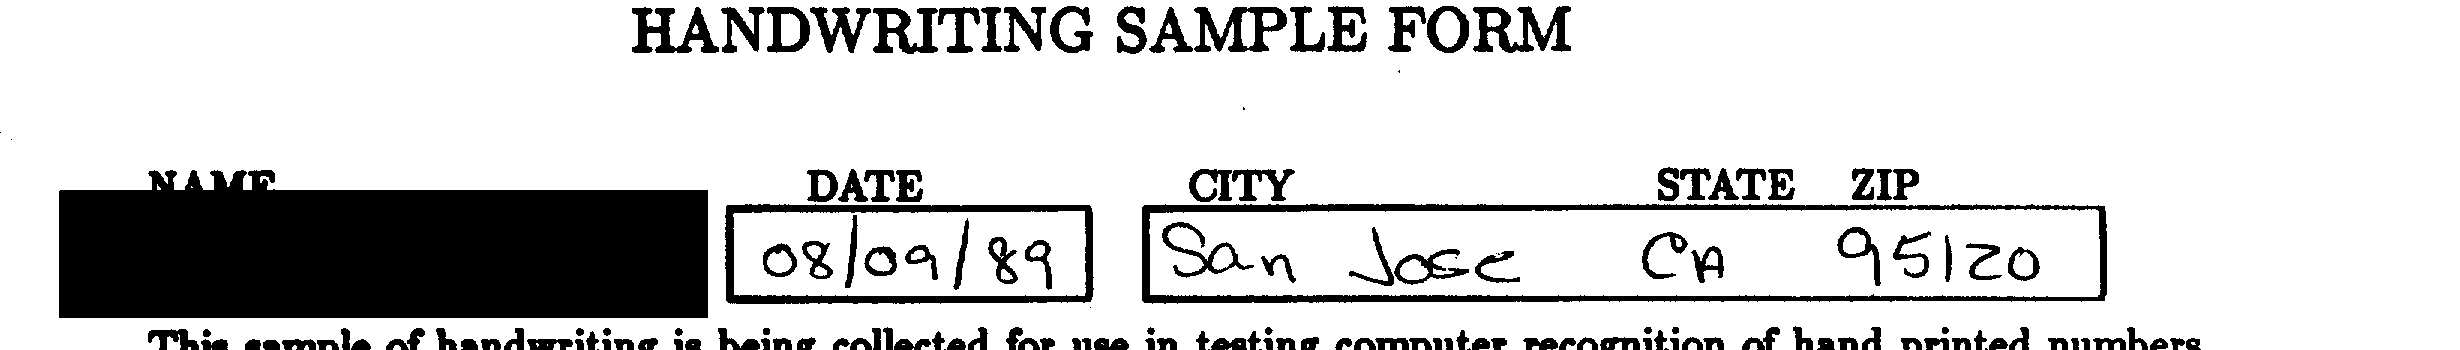 HANDWRITING SAMPLE FORM
NAME DATE CITY STATE ZIP
08/09/89 San Jose CA 95120
This sample of handwriting is being collected for use in testing computer recognition of hand printed numbers